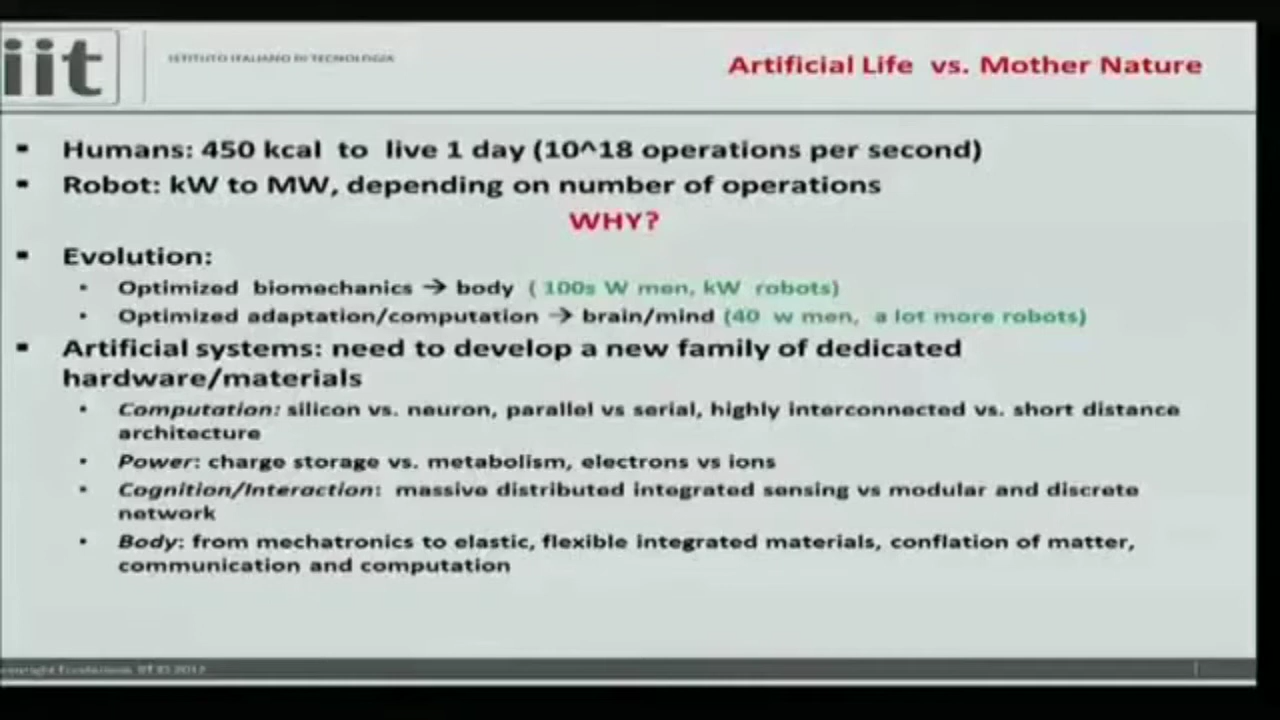 iit
ISTITUTO ITALIANO DI TECNOLOGIA
Artificial Life vs. Mother Nature
▪ Humans: 450 kcal to live 1 day (10^18 operations per second)
▪ Robot: kW to MW, depending on number of operations
WHY?
▪ Evolution:
• Optimized biomechanics → body ( 100s W men, kW robots)
• Optimized adaptation/computation → brain/mind (40 w men, a lot more robots)
▪ Artificial systems: need to develop a new family of dedicated
hardware/materials
• Computation: silicon vs. neuron, parallel vs serial, highly interconnected vs. short distance
architecture
• Power: charge storage vs. metabolism, electrons vs ions
• Cognition/Interaction: massive distributed integrated sensing vs modular and discrete
network
• Body: from mechatronics to elastic, flexible integrated materials, conflation of matter,
communication and computation